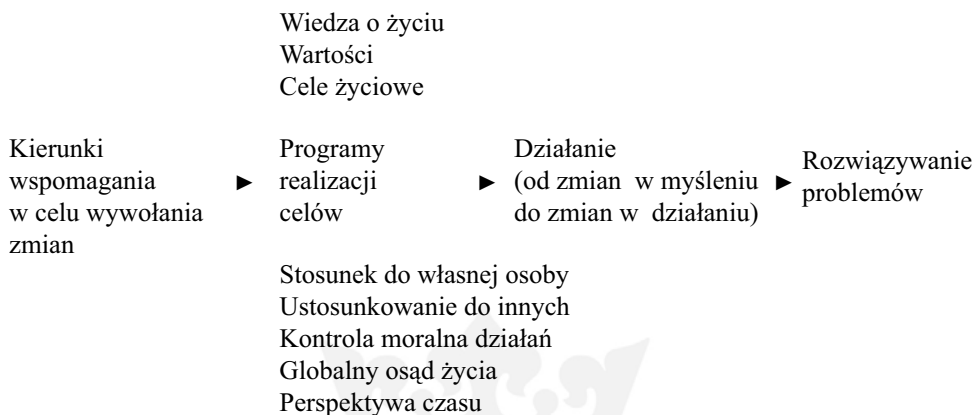 Wiedza o życiu
Wartości
Cele życiowe
Kierunki
wspomagania
w celu wywołania
zmian
►
Programy
realizacji
celów
►
Działanie
(od zmian w myśleniu
do zmian w działaniu)
►
Rozwiązywanie
problemów
Stosunek do własnej osoby
Ustosunkowanie do innych
Kontrola moralna działań
Globalny osąd życia
Perspektywa czasu